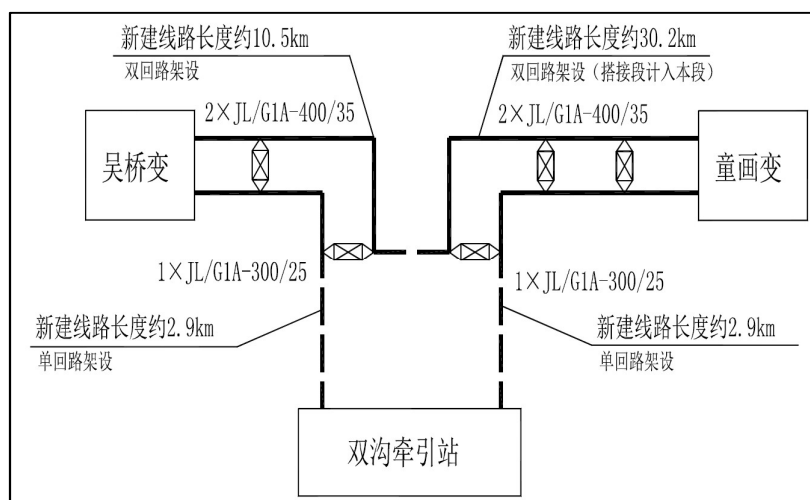 新建线路长度约10.5km
双回路架设
新建线路长度约30.2km
双回路架设（搭接段计入本段）
2×JL/G1A-400/35
2×JL/G1A-400/35
吴桥变
童画变
1×JL/G1A-300/25
1×JL/G1A-300/25
新建线路长度约2.9km
单回路架设
新建线路长度约2.9km
单回路架设
双沟牵引站